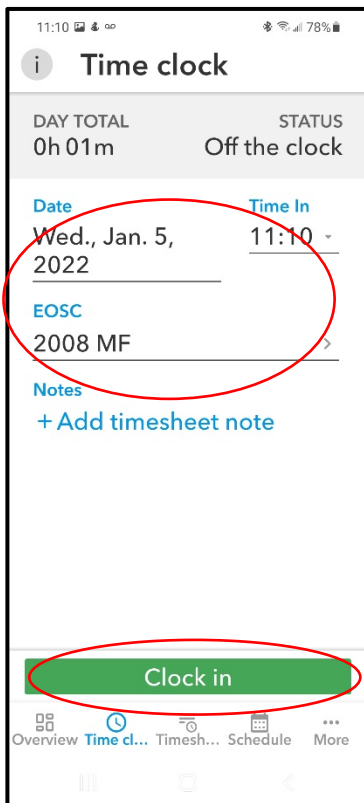 11:10 78%
i Time clock
DAY TOTAL STATUS
0h 01m Off the clock
Date Time In
Wed., Jan. 5, 11:10
2022
EOSC
2008 MF
Notes
+ Add timesheet note
Clock in
Overview Time cl... Timesh... Schedule More